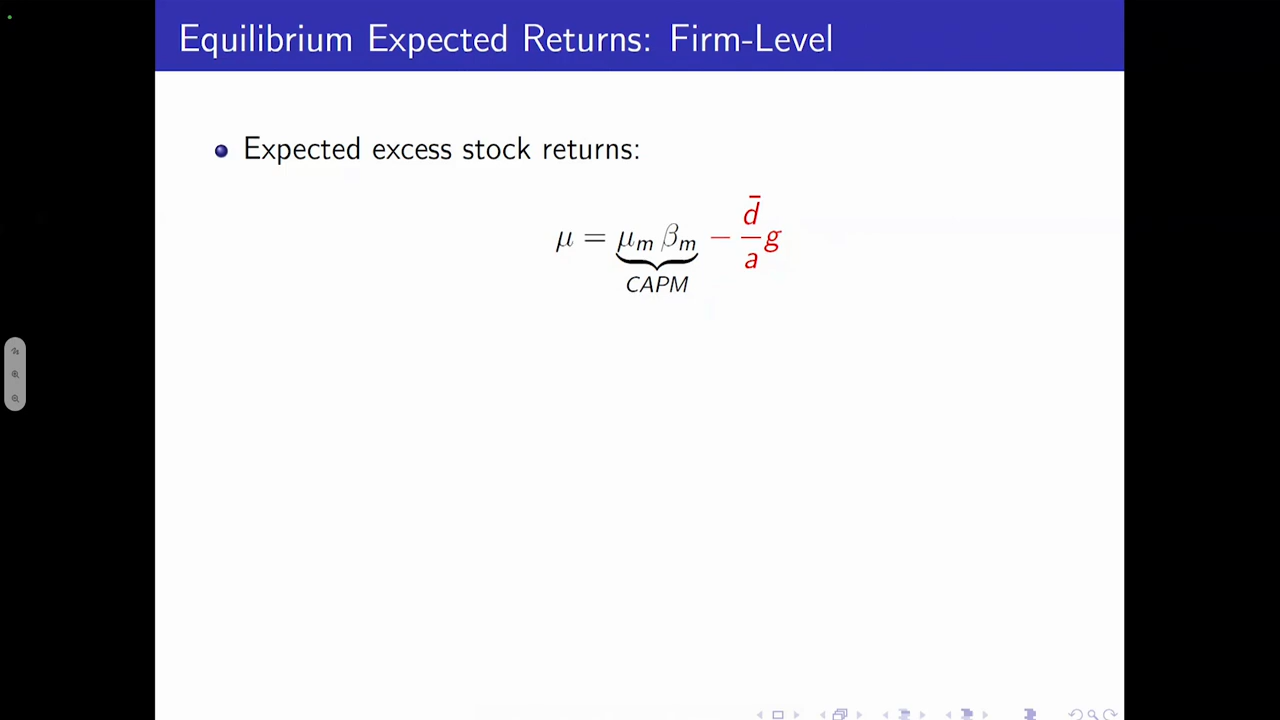 Equilibrium Expected Returns: Firm-Level
Expected excess stock returns:
μ = μ_m β_m − d̄/a g
CAPM